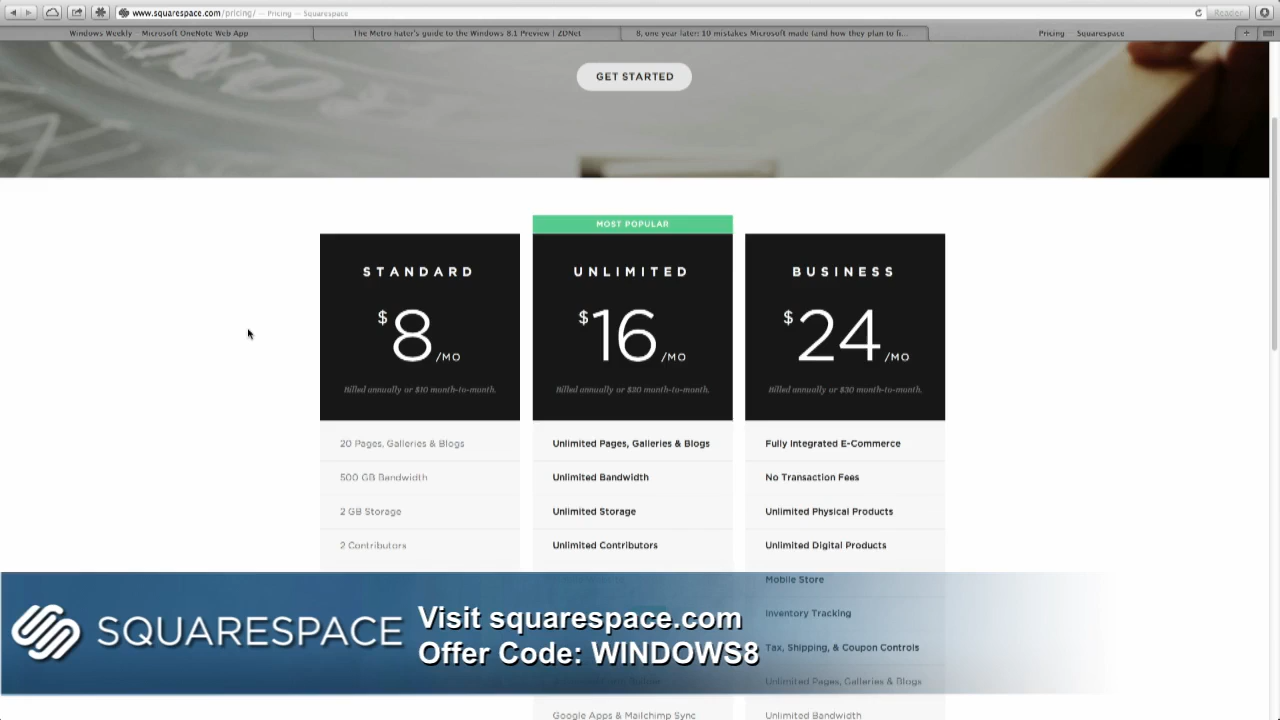 www.squarespace.com/pricing/ — Pricing — Squarespace
Reader
Windows Weekly - Microsoft OneNote Web App
The Metro hater's guide to the Windows 8.1 Preview | ZDNet
8, one year later: 10 mistakes Microsoft made (and how they plan to fi...
Pricing — Squarespace
GET STARTED
MOST POPULAR
STANDARD
$8/MO
Billed annually or $10 month-to-month.
20 Pages, Galleries & Blogs
500 GB Bandwidth
2 GB Storage
2 Contributors
UNLIMITED
$16/MO
Billed annually or $20 month-to-month.
Unlimited Pages, Galleries & Blogs
Unlimited Bandwidth
Unlimited Storage
Unlimited Contributors
Google Apps & Mailchimp Sync
BUSINESS
$24/MO
Billed annually or $30 month-to-month.
Fully Integrated E-Commerce
No Transaction Fees
Unlimited Physical Products
Unlimited Digital Products
Mobile Store
Inventory Tracking
Tax, Shipping, & Coupon Controls
Unlimited Pages, Galleries & Blogs
Unlimited Bandwidth
SQUARESPACE
Visit squarespace.com
Offer Code: WINDOWS8